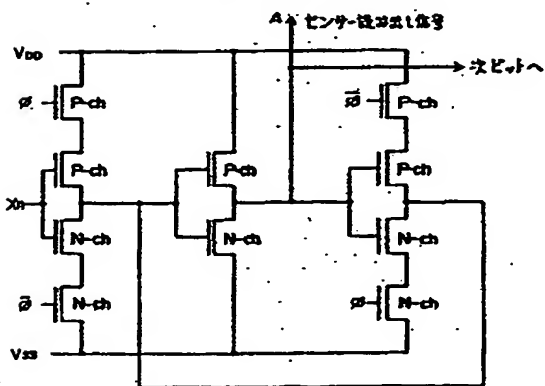 A センサー読み出し信号
VDD
次ビットへ
ø P-ch
ø̅ P-ch
P-ch
P-ch
P-ch
Xn
N-ch
N-ch
N-ch
ø̅ N-ch
ø N-ch
VSS